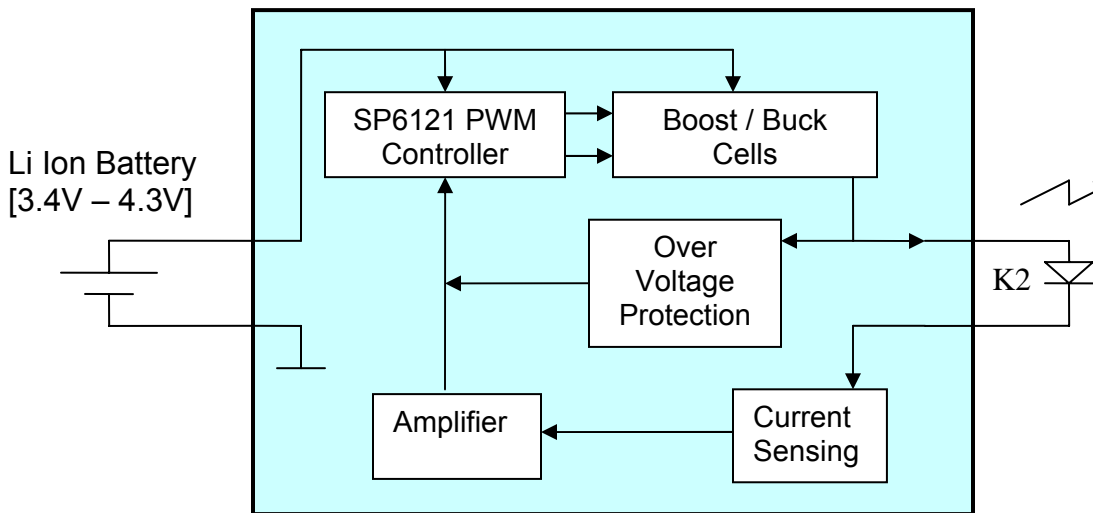 SP6121 PWM
Controller
Boost / Buck
Cells
Li Ion Battery
[3.4V – 4.3V]
Over
Voltage
Protection
K2
Amplifier
Current
Sensing